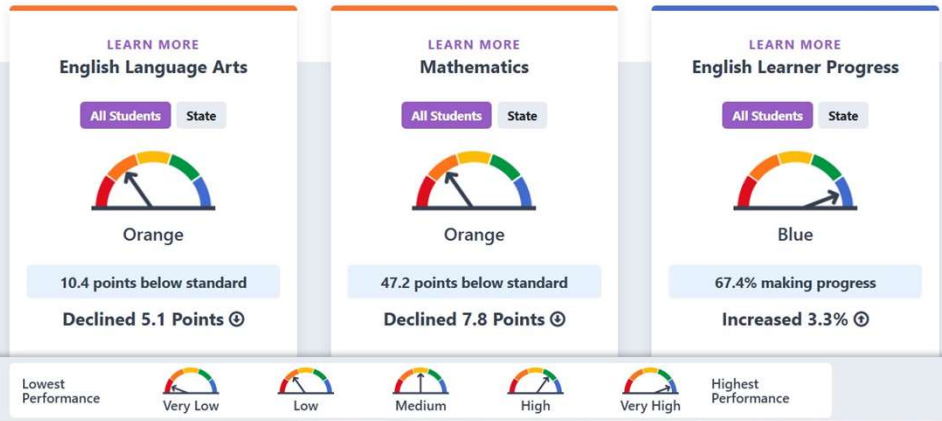 LEARN MORE
English Language Arts
All Students State
Orange
10.4 points below standard
Declined 5.1 Points
LEARN MORE
Mathematics
All Students State
Orange
47.2 points below standard
Declined 7.8 Points
LEARN MORE
English Learner Progress
All Students State
Blue
67.4% making progress
Increased 3.3%
Lowest
Performance
Very Low
Low
Medium
High
Very High
Highest
Performance